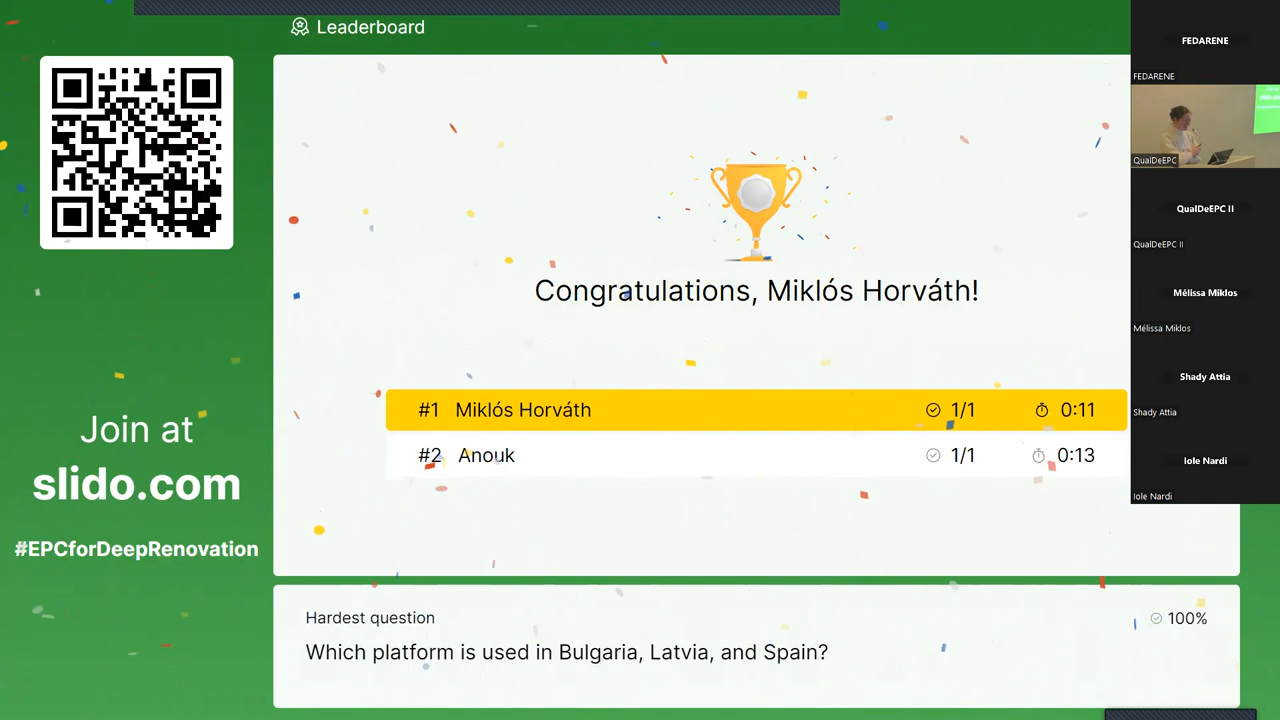 Leaderboard
Congratulations, Miklós Horváth!
#1 Miklós Horváth 1/1 0:11
#2 Anouk 1/1 0:13
Join at
slido.com
#EPCforDeepRenovation
Hardest question
100%
Which platform is used in Bulgaria, Latvia, and Spain?
FEDARENE
FEDARENE
QualDeEPC
QualDeEPC II
QualDeEPC II
Mélissa Miklos
Mélissa Miklos
Shady Attia
Shady Attia
Iole Nardi
Iole Nardi